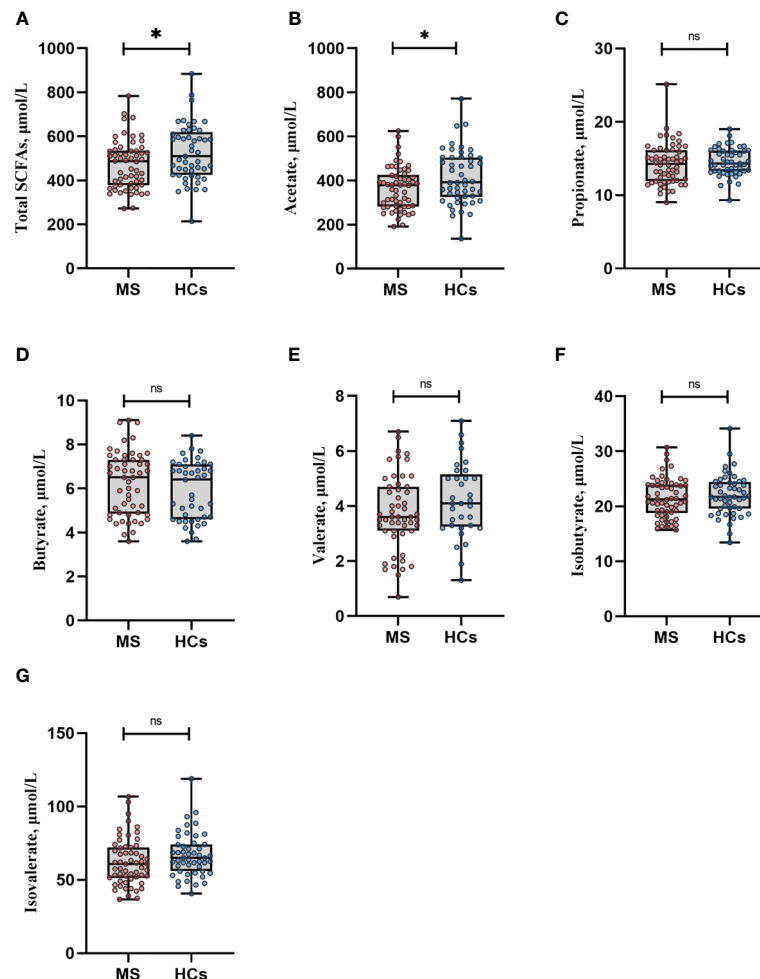 A
Total SCFAs, μmol/L
1000
800
600
400
200
0
*
MS
HCs
B
Acetate, μmol/L
1000
800
600
400
200
0
*
MS
HCs
C
Propionate, μmol/L
30
20
10
0
ns
MS
HCs
D
Butyrate, μmol/L
10
8
6
4
2
0
ns
MS
HCs
E
Valerate, μmol/L
8
6
4
2
0
ns
MS
HCs
F
Isobutyrate, μmol/L
40
30
20
10
0
ns
MS
HCs
G
Isovalerate, μmol/L
150
100
50
0
ns
MS
HCs